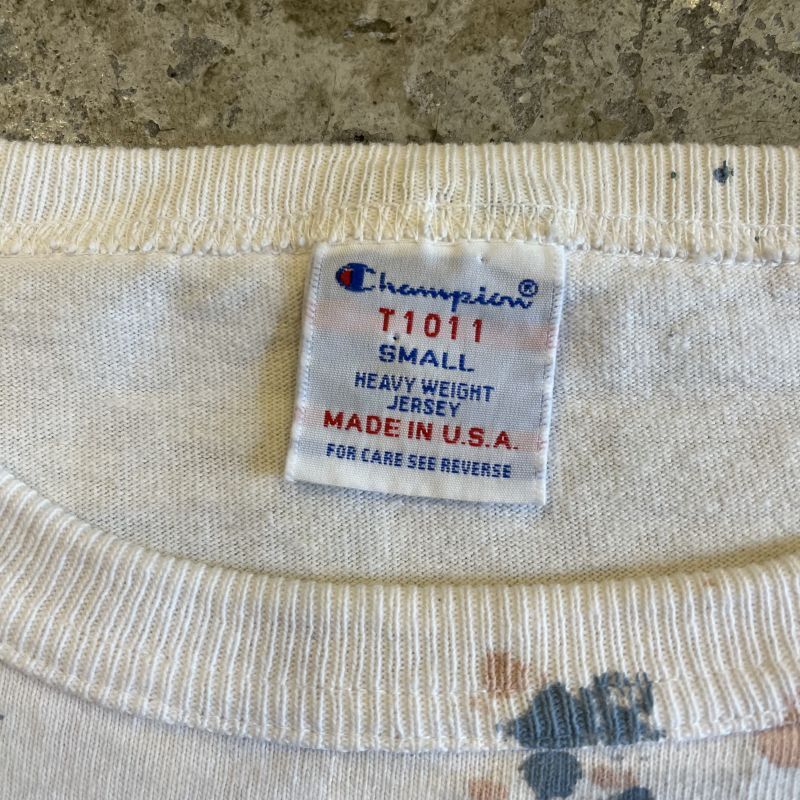 Champion®
T1011
SMALL
HEAVY WEIGHT
JERSEY
MADE IN U.S.A.
FOR CARE SEE REVERSE